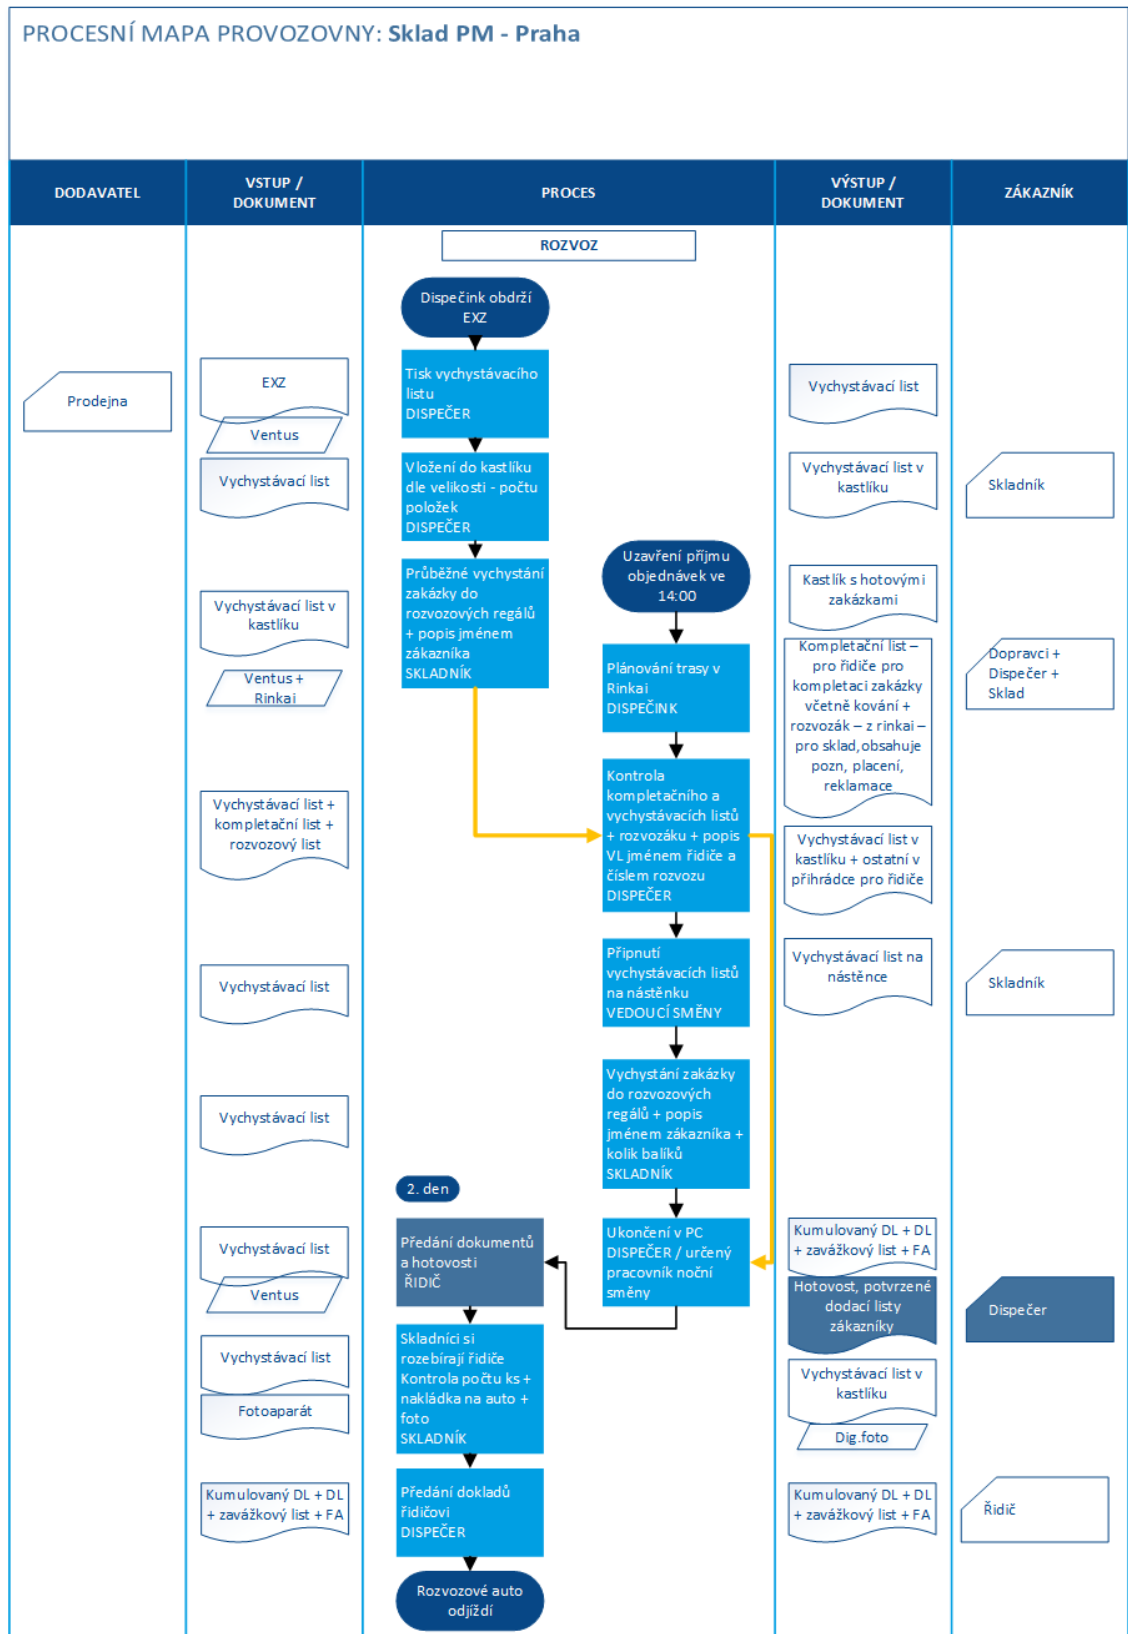 PROCESNÍ MAPA PROVOZOVNY: Sklad PM - Praha
DODAVATEL
VSTUP /
DOKUMENT
PROCES
VÝSTUP /
DOKUMENT
ZÁKAZNÍK
ROZVOZ
Dispečink obdrží
EXZ
Tisk vychystávacího
listu
DISPEČER
EXZ
Ventus
Prodejna
Vychystávací list
Vychystávací list
Vložení do kastlíku
dle velikosti - počtu
položek
DISPEČER
Vychystávací list v
kastlíku
Skladník
Průběžné vychystání
zakázky do
rozvozových regálů
+ popis jménem
zákazníka
SKLADNÍK
Uzavření příjmu
objednávek ve
14:00
Kastlík s hotovými
zakázkami
Vychystávací list v
kastlíku
Ventus +
Rinkai
Plánování trasy v
Rinkai
DISPEČINK
Kompletační list –
pro řidiče pro
kompletaci zakázky
včetně kování +
rozvozák – z rinkai –
pro sklad,obsahuje
pozn, placení,
reklamace
Dopravci +
Dispečer +
Sklad
Vychystávací list +
kompletační list +
rozvozový list
Kontrola
kompletačního a
vychystávacích listů
+ rozvozáku + popis
VL jménem řidiče a
číslem rozvozu
DISPEČER
Vychystávací list v
kastlíku + ostatní v
přihrádce pro řidiče
Vychystávací list
Připnutí
vychystávacích listů
na nástěnku
VEDOUCÍ SMĚNY
Vychystávací list na
nástěnce
Skladník
Vychystávací list
Vychystání zakázky
do rozvozových
regálů + popis
jménem zákazníka +
kolik balíků
SKLADNÍK
2. den
Vychystávací list
Ventus
Předání dokumentů
a hotovosti
ŘIDIČ
Ukončení v PC
DISPEČER / určený
pracovník noční
směny
Kumulovaný DL + DL
+ zavážkový list + FA
Hotovost, potvrzené
dodací listy
zákazníky
Dispečer
Vychystávací list
Fotoaparát
Skladníci si
rozebírají řidiče
Kontrola počtu ks +
nakládka na auto +
foto
SKLADNÍK
Vychystávací list v
kastlíku
Dig.foto
Kumulovaný DL + DL
+ zavážkový list + FA
Předání dokladů
řidičovi
DISPEČER
Kumulovaný DL + DL
+ zavážkový list + FA
Řidič
Rozvozové auto
odjíždí